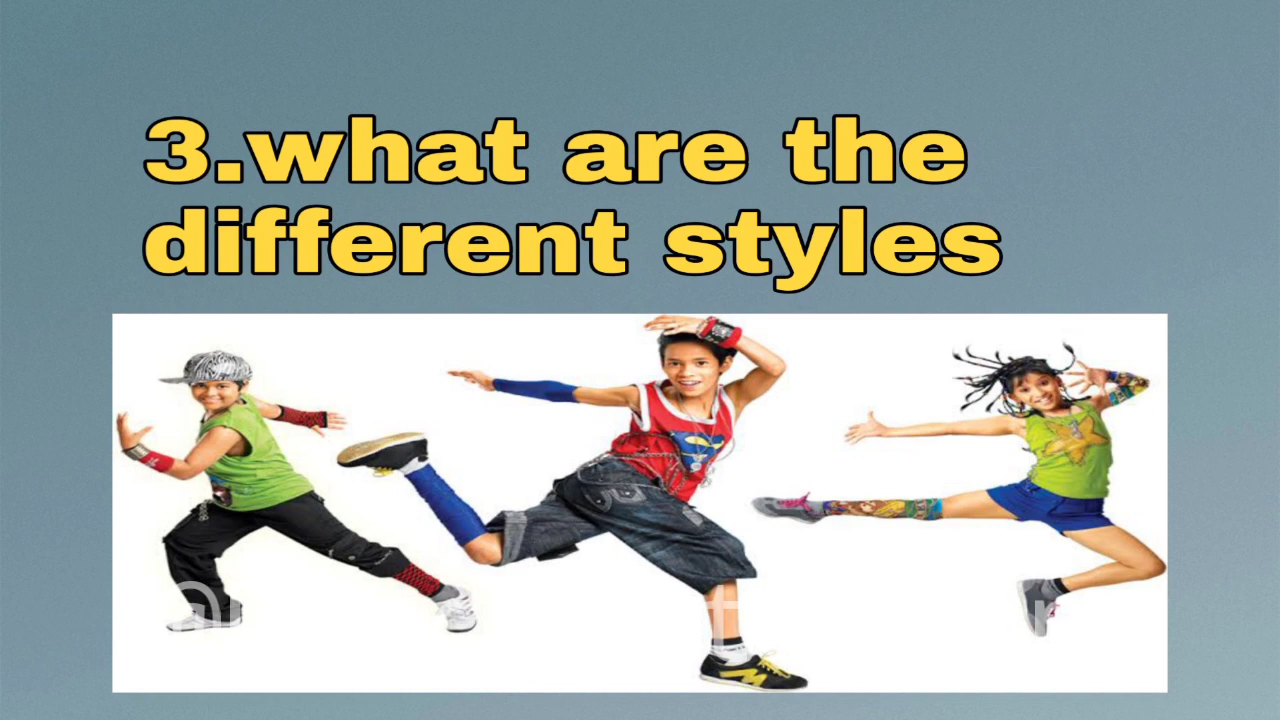 3.what are the
different styles